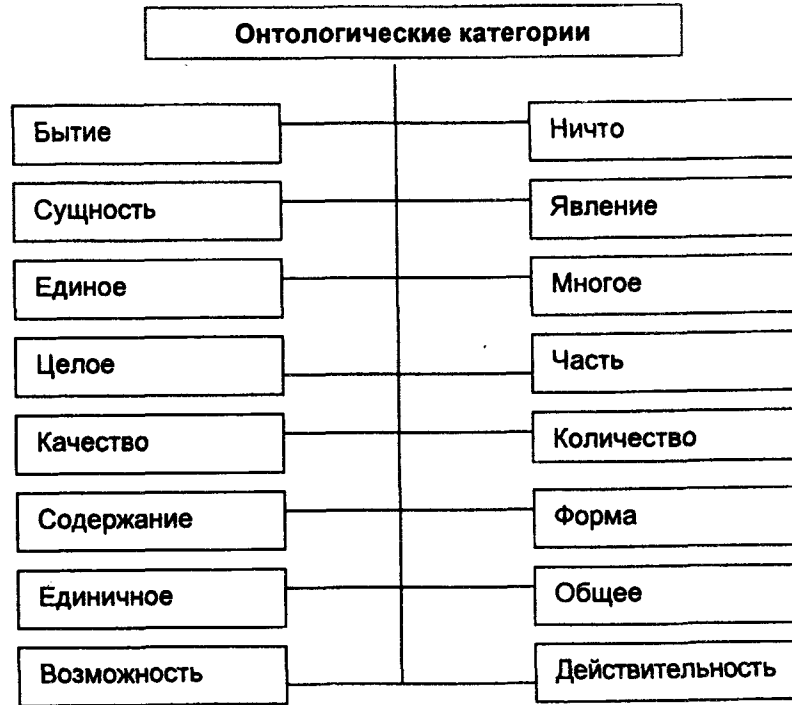 Онтологические категории
Бытие
Ничто
Сущность
Явление
Единое
Многое
Целое
Часть
Качество
Количество
Содержание
Форма
Единичное
Общее
Возможность
Действительность